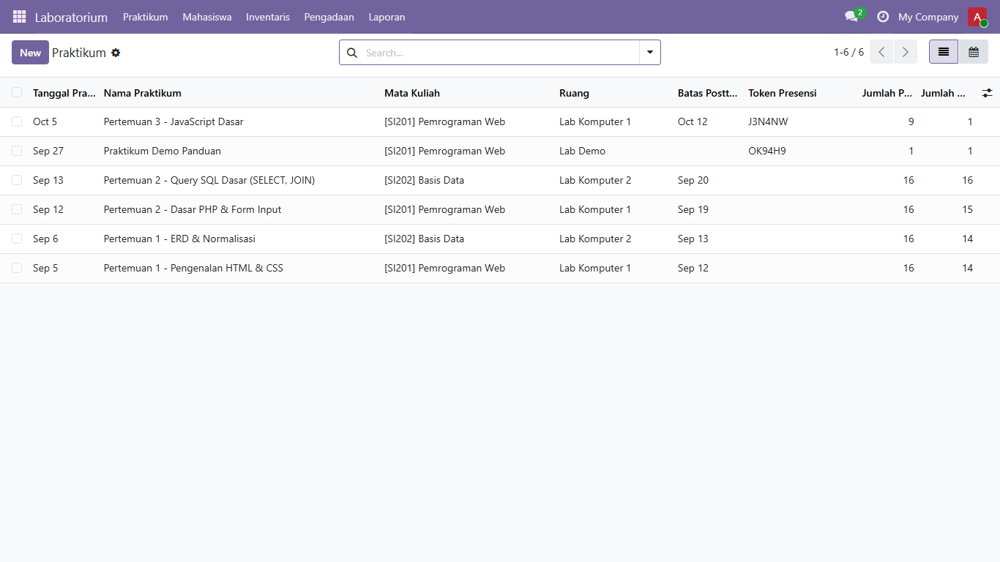 Laboratorium Praktikum Mahasiswa Inventaris Pengadaan Laporan 2 My Company A
New Praktikum Search... 1-6 / 6
Tanggal Pra... Nama Praktikum Mata Kuliah Ruang Batas Postt... Token Presensi Jumlah P... Jumlah ...
Oct 5 Pertemuan 3 - JavaScript Dasar [SI201] Pemrograman Web Lab Komputer 1 Oct 12 J3N4NW 9 1
Sep 27 Praktikum Demo Panduan [SI201] Pemrograman Web Lab Demo OK94H9 1 1
Sep 13 Pertemuan 2 - Query SQL Dasar (SELECT, JOIN) [SI202] Basis Data Lab Komputer 2 Sep 20 16 16
Sep 12 Pertemuan 2 - Dasar PHP & Form Input [SI201] Pemrograman Web Lab Komputer 1 Sep 19 16 15
Sep 6 Pertemuan 1 - ERD & Normalisasi [SI202] Basis Data Lab Komputer 2 Sep 13 16 14
Sep 5 Pertemuan 1 - Pengenalan HTML & CSS [SI201] Pemrograman Web Lab Komputer 1 Sep 12 16 14